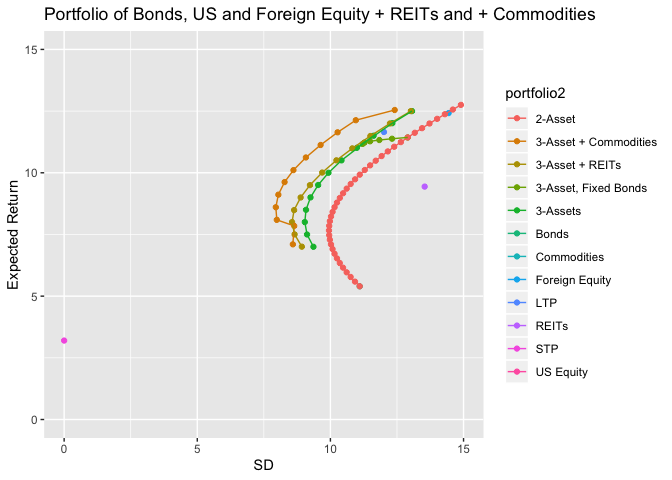 Portfolio of Bonds, US and Foreign Equity + REITs and + Commodities
15
10
5
0
Expected Return
0
5
10
15
SD
portfolio2
2-Asset
3-Asset + Commodities
3-Asset + REITs
3-Asset, Fixed Bonds
3-Assets
Bonds
Commodities
Foreign Equity
LTP
REITs
STP
US Equity